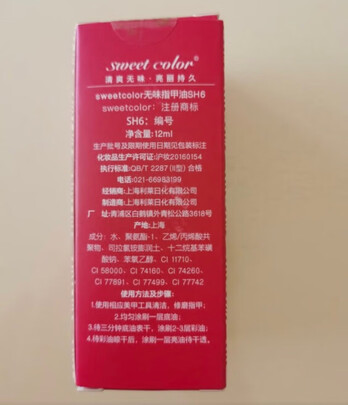 sweet color®
清爽无味·亮丽持久
sweetcolor无味指甲油SH6
sweetcolor：注册商标
SH6：编号
净含量:12ml
生产批号及限期使用日期见包装标注
化妆品生产许可证:沪妆20160154
执行标准:QB/T 2287 (II型) 合格
电话:021-66983199
经销商:上海利莱日化有限公司
制造商:上海利莱日化有限公司
厂 址:青浦区白鹤镇外青松公路3618号
产地:上海
成分：水、聚氨酯-1、乙烯/丙烯酸共
聚物、司拉氯铵膨润土、十二烷基苯磺
酸钠、苯氧乙醇、CI 11710、
CI 58000、CI 74160、CI 74260、
CI 77891、CI 77499、CI 77742
使用方法及步骤：
1.使用相应美甲工具清洁，修磨指甲；
2.均匀涂刷一层底油；
3.待三分钟底油表干，涂刷2-3层彩油；
4.待彩油晾干后，涂刷一层亮油待干透。